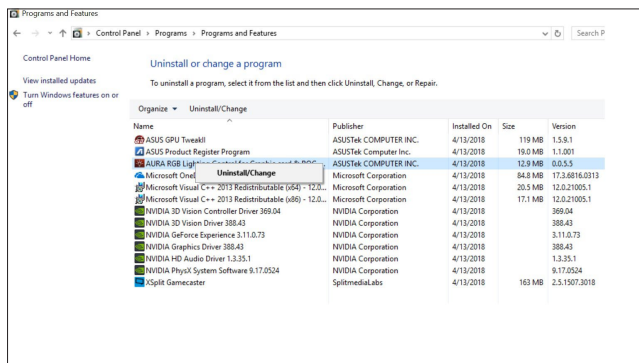 Programs and Features
Control Panel > Programs > Programs and Features
Search P
Control Panel Home
View installed updates
Turn Windows features on or
off
Uninstall or change a program
To uninstall a program, select it from the list and then click Uninstall, Change, or Repair.
Organize Uninstall/Change
Name Publisher Installed On Size Version
ASUS GPU TweakII ASUSTek COMPUTER INC. 4/13/2018 119 MB 1.5.9.1
ASUS Product Register Program ASUSTek Computer Inc. 4/13/2018 19.0 MB 1.1.001
AURA RGB Lighting Control for Graphic card & ROG... ASUSTek COMPUTER INC. 4/13/2018 12.9 MB 0.0.5.5
Microsoft OneD Microsoft Corporation 4/13/2018 84.8 MB 17.3.6816.0313
Uninstall/Change
Microsoft Visual C++ 2013 Redistributable (x64) - 12.0... Microsoft Corporation 4/13/2018 20.5 MB 12.0.21005.1
Microsoft Visual C++ 2013 Redistributable (x86) - 12.0... Microsoft Corporation 4/13/2018 17.1 MB 12.0.21005.1
NVIDIA 3D Vision Controller Driver 369.04 NVIDIA Corporation 4/13/2018 369.04
NVIDIA 3D Vision Driver 388.43 NVIDIA Corporation 4/13/2018 388.43
NVIDIA GeForce Experience 3.11.0.73 NVIDIA Corporation 4/13/2018 3.11.0.73
NVIDIA Graphics Driver 388.43 NVIDIA Corporation 4/13/2018 388.43
NVIDIA HD Audio Driver 1.3.35.1 NVIDIA Corporation 4/13/2018 1.3.35.1
NVIDIA PhysX System Software 9.17.0524 NVIDIA Corporation 4/13/2018 9.17.0524
XSplit Gamecaster SplitmediaLabs 4/13/2018 163 MB 2.5.1507.3018